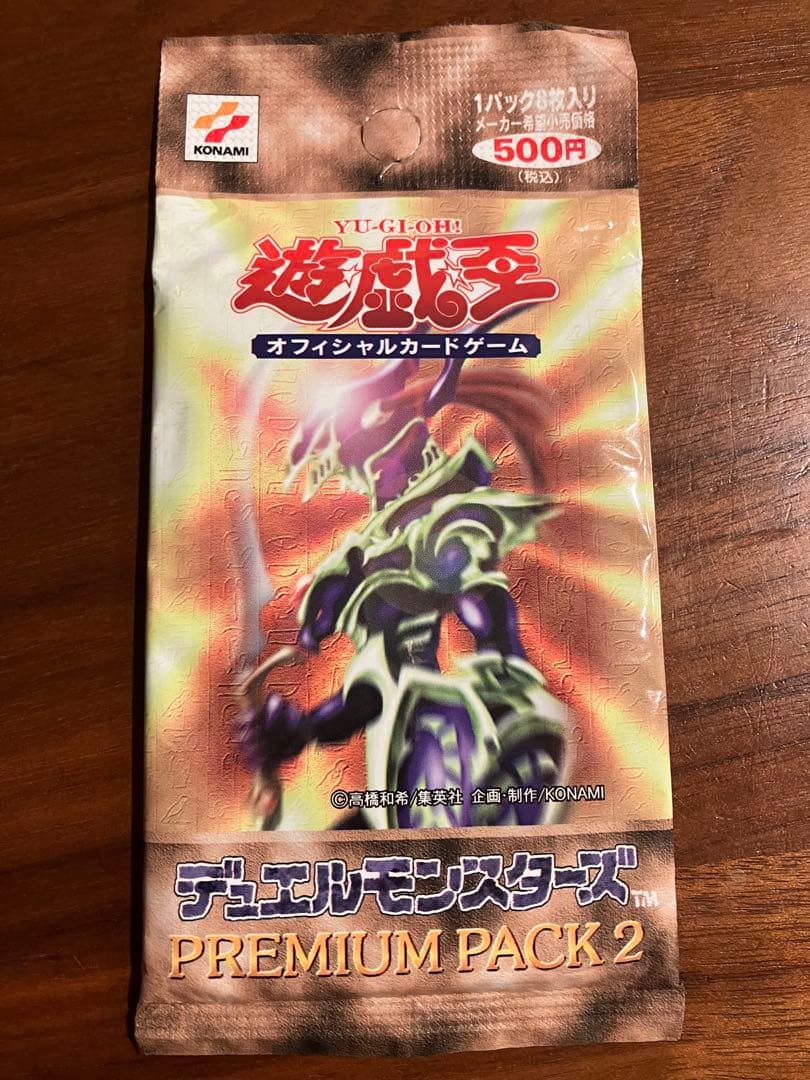 KONAMI
1パック8枚入り
メーカー希望小売価格
500円
(税込)
YU-GI-OH!
遊☆戯☆王
オフィシャルカードゲーム
©高橋和希/集英社 企画・制作/KONAMI
デュエルモンスターズ™
PREMIUM PACK 2